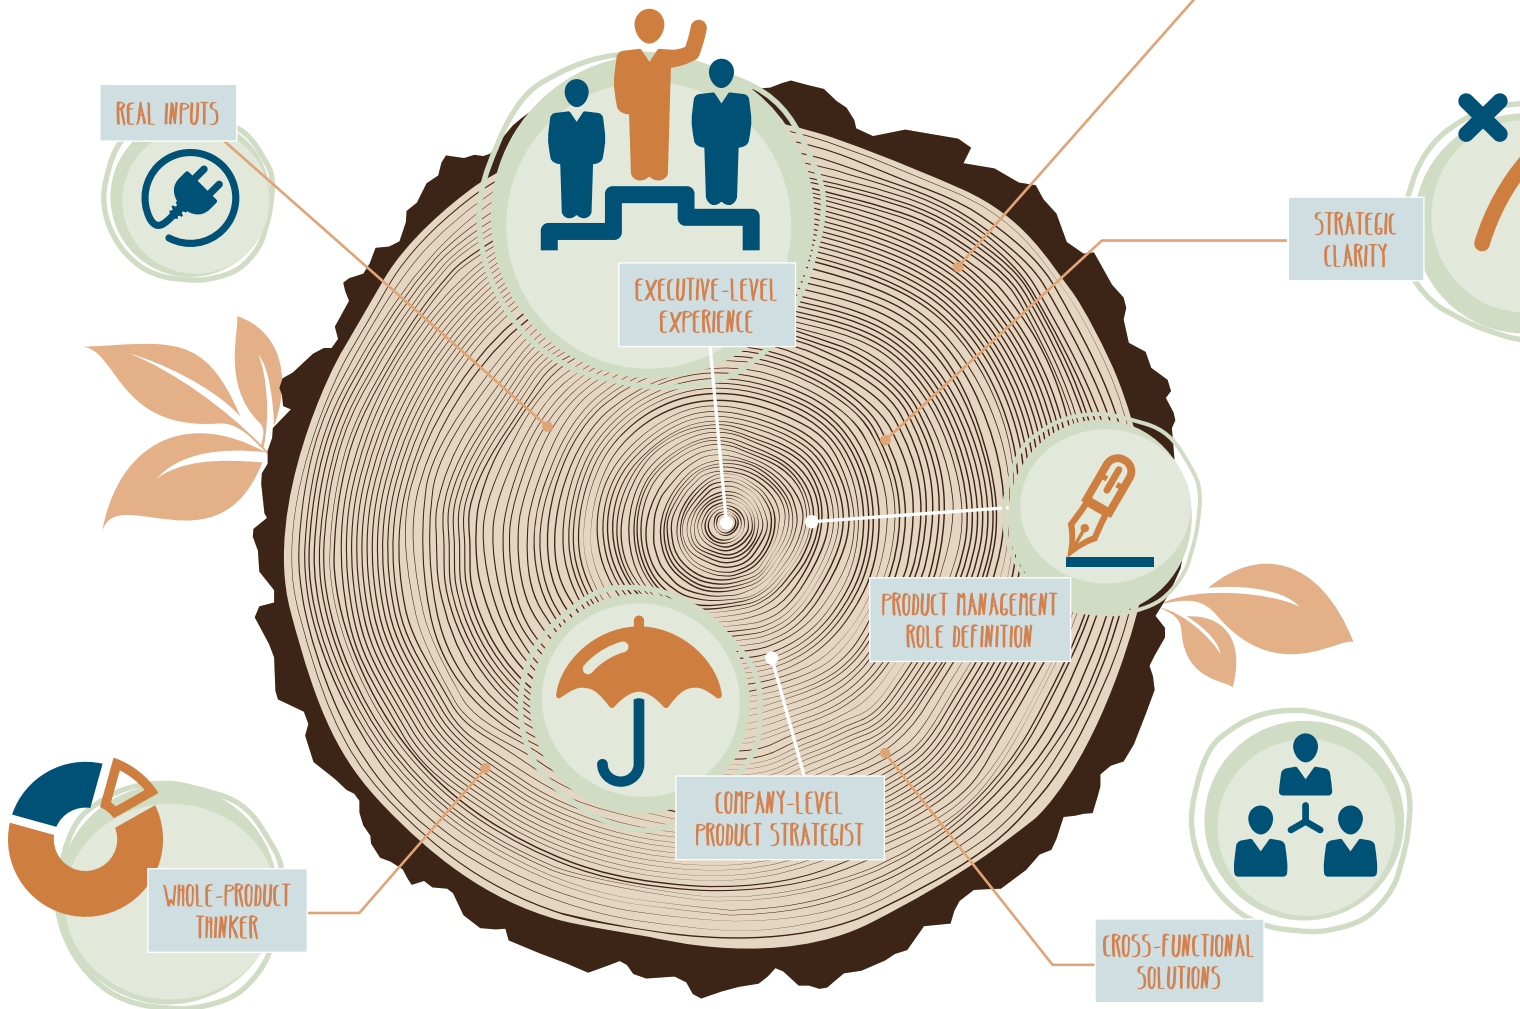 REAL INPUTS
EXECUTIVE-LEVEL
EXPERIENCE
STRATEGIC
CLARITY
PRODUCT MANAGEMENT
ROLE DEFINITION
COMPANY-LEVEL
PRODUCT STRATEGIST
WHOLE-PRODUCT
THINKER
CROSS-FUNCTIONAL
SOLUTIONS